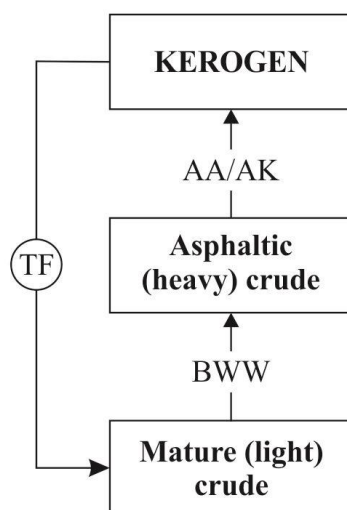 KEROGEN
AA/AK
TF
Asphaltic
(heavy) crude
BWW
Mature (light)
crude